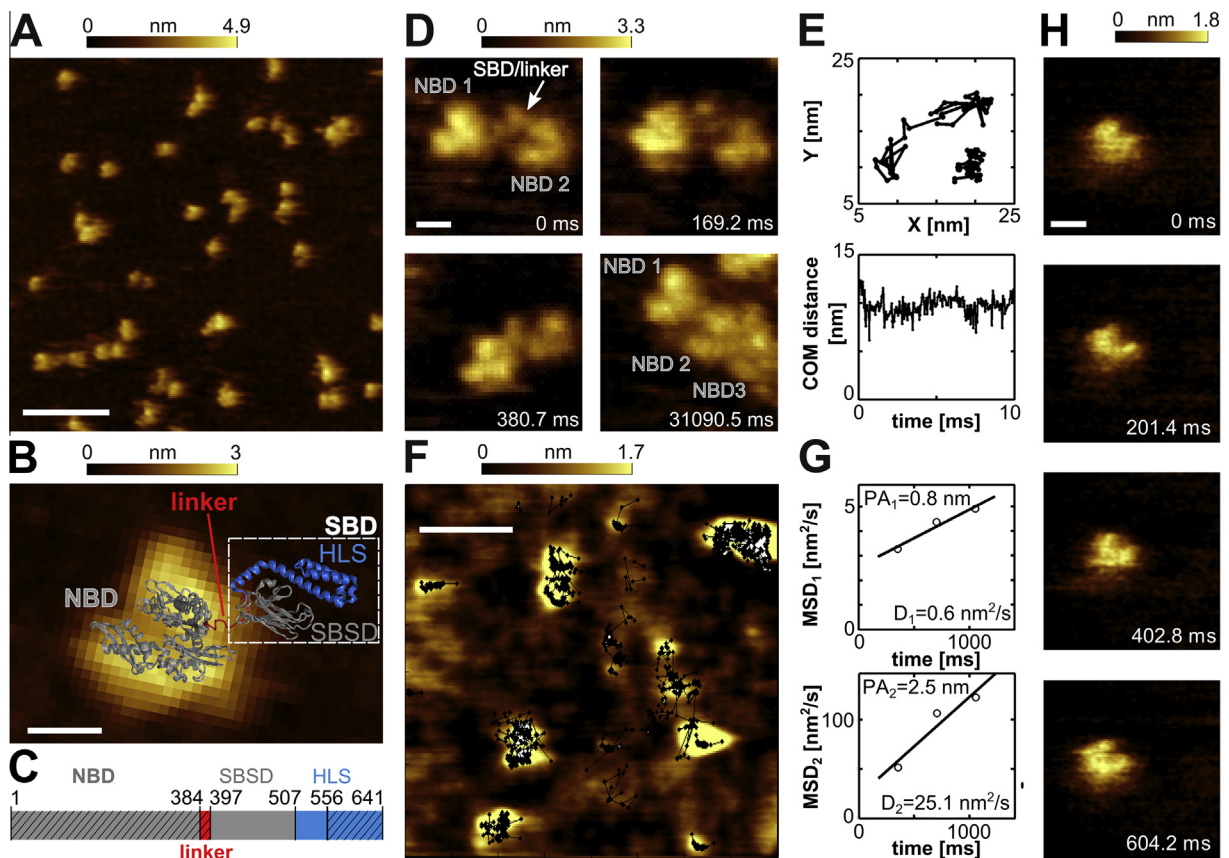 A
0 nm 4.9
B
0 nm 3
linker
SBD
HLS
NBD
SBSD
C
NBD SBSD HLS
1 384 397 507 556 641
linker
D
0 nm 3.3
NBD 1
SBD/linker
NBD 2
0 ms
169.2 ms
380.7 ms
NBD 1
NBD 2
NBD3
31090.5 ms
E
25
Y [nm]
5
5 25
X [nm]
15
COM distance
[nm]
0
0 10
time [ms]
F
0 nm 1.7
G
5
PA1=0.8 nm
MSD1 [nm²/s]
D1=0.6 nm²/s
0
0 1000
time [ms]
PA2=2.5 nm
100
MSD2 [nm²/s]
D2=25.1 nm²/s
0
0 1000
time [ms]
H
0 nm 1.8
0 ms
201.4 ms
402.8 ms
604.2 ms